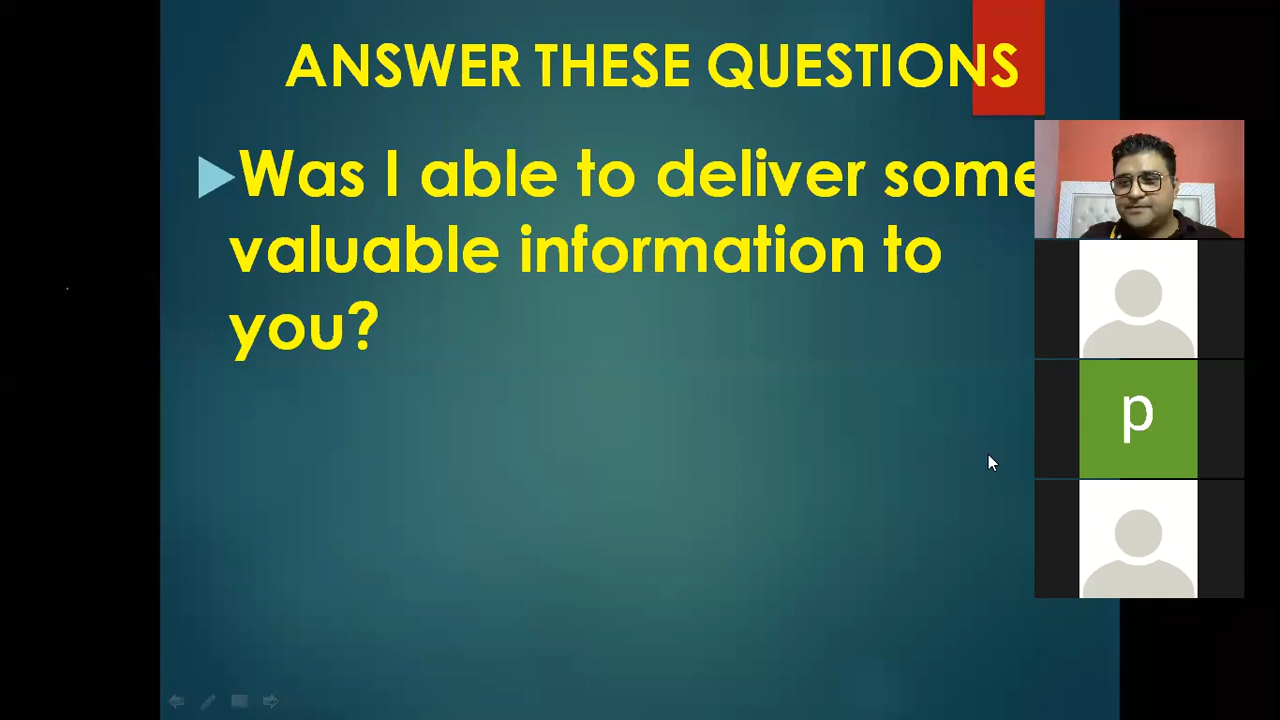 ANSWER THESE QUESTIONS
Was I able to deliver some
valuable information to
you?
p